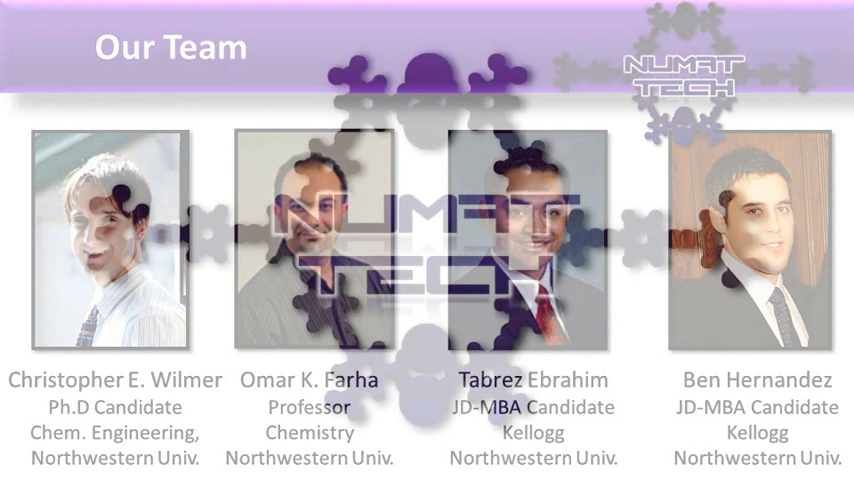 Our Team
NUMAT
TECH
NUMAT
TECH
Christopher E. Wilmer
Ph.D Candidate
Chem. Engineering,
Northwestern Univ.
Omar K. Farha
Professor
Chemistry
Northwestern Univ.
Tabrez Ebrahim
JD-MBA Candidate
Kellogg
Northwestern Univ.
Ben Hernandez
JD-MBA Candidate
Kellogg
Northwestern Univ.